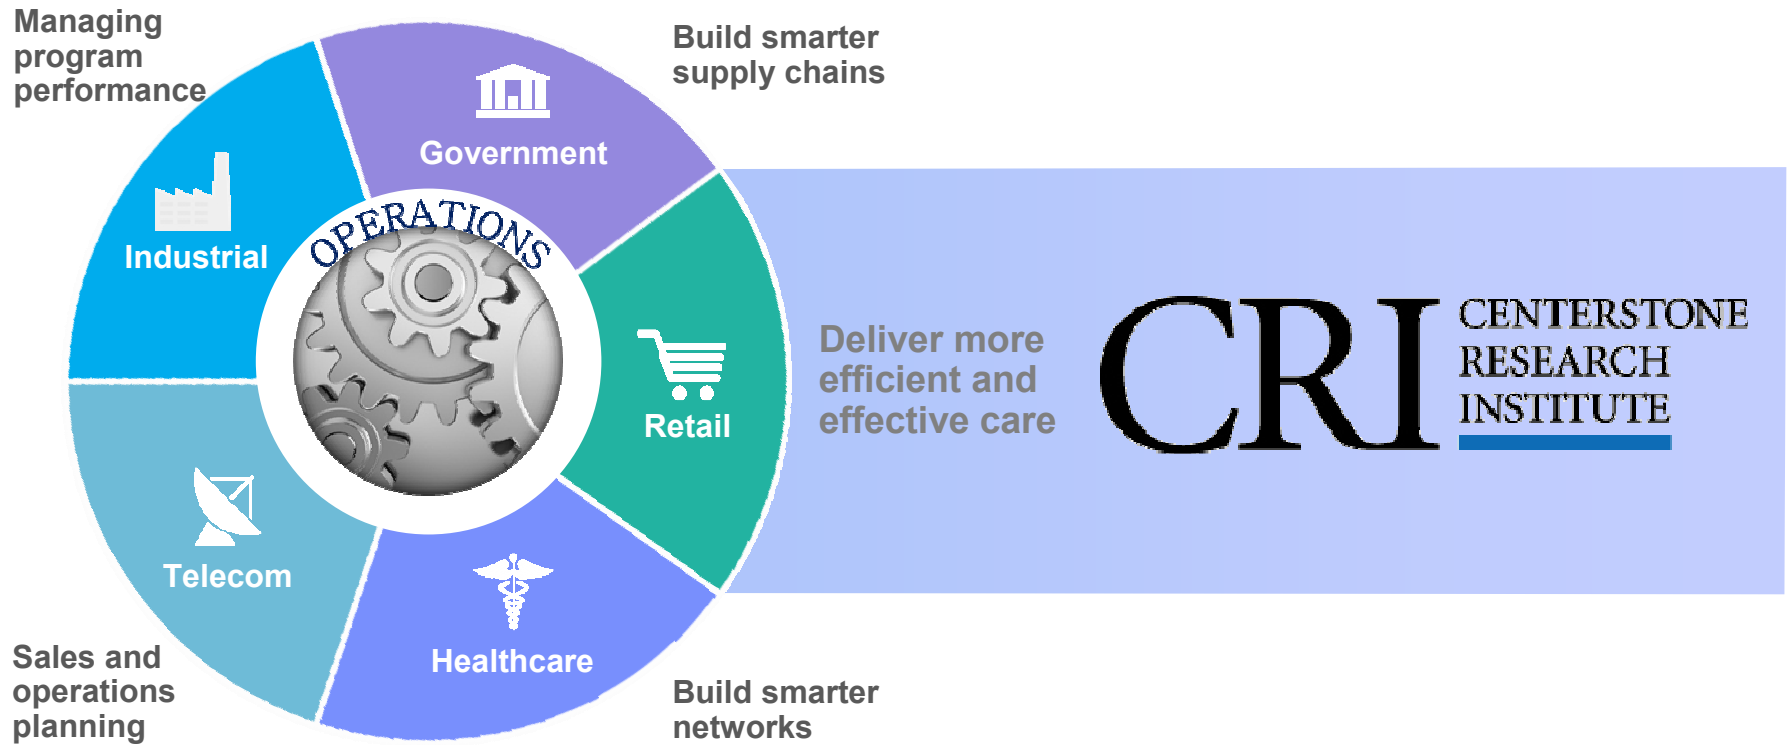 Managing
program
performance
Build smarter
supply chains
Government
Industrial
OPERATIONS
Retail
Deliver more
efficient and
effective care
CRI
CENTERSTONE
RESEARCH
INSTITUTE
Telecom
Healthcare
Sales and
operations
planning
Build smarter
networks